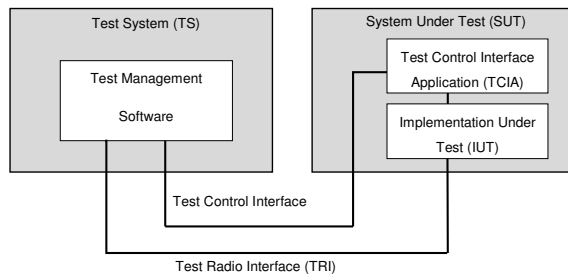 Test System (TS)
Test Management
Software
System Under Test (SUT)
Test Control Interface
Application (TCIA)
Implementation Under
Test (IUT)
Test Control Interface
Test Radio Interface (TRI)